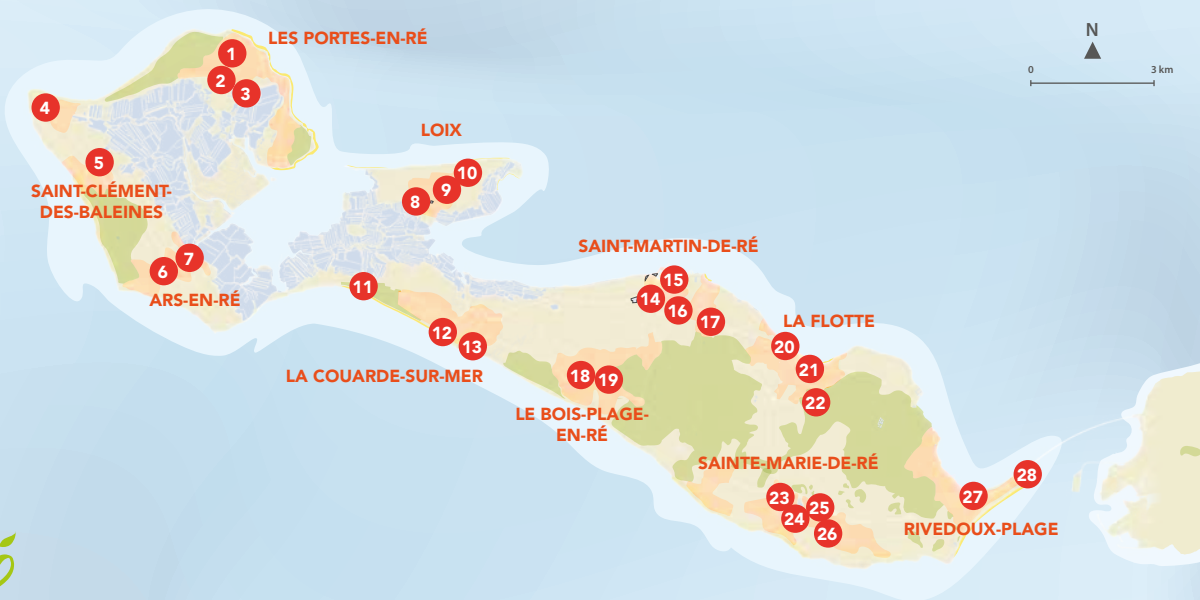 N
0 3 km
LES PORTES-EN-RÉ
1
2
3
4
LOIX
5
10
9
8
SAINT-CLÉMENT-
DES-BALEINES
7
6
ARS-EN-RÉ
SAINT-MARTIN-DE-RÉ
11
15
14
16
17
12
13
LA COUARDE-SUR-MER
LA FLOTTE
20
21
22
18
19
LE BOIS-PLAGE-
EN-RÉ
SAINTE-MARIE-DE-RÉ
23
25
24
26
28
27
RIVEDOUX-PLAGE